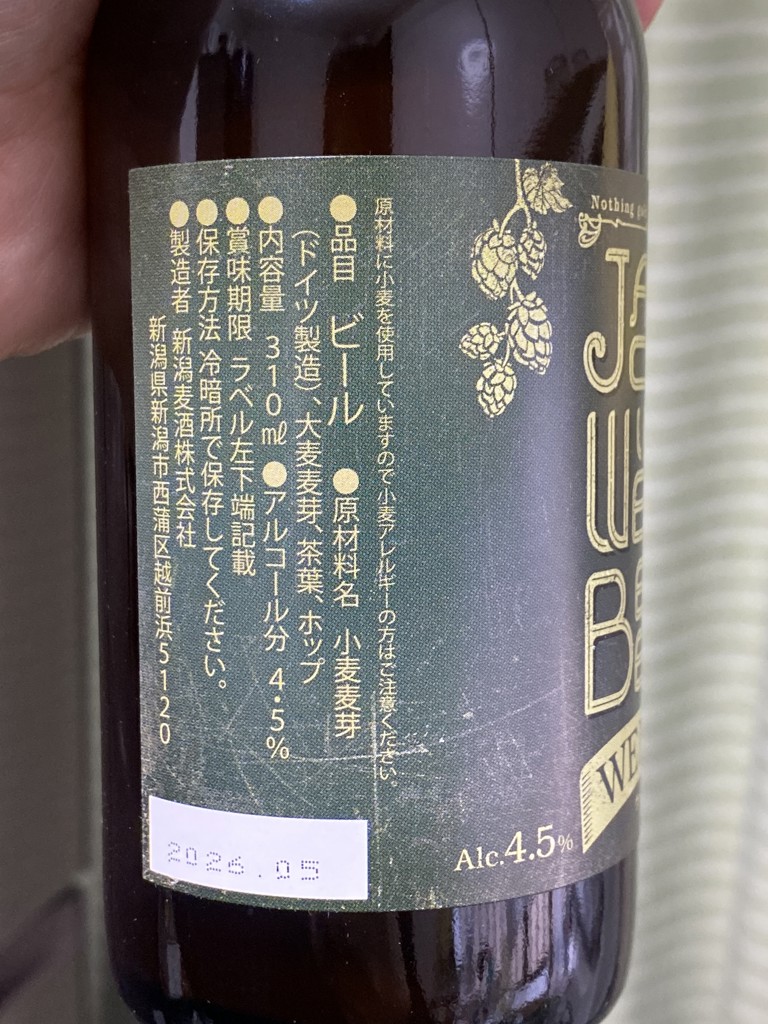 原材料に小麦を使用していますので小麦アレルギーの方はご注意ください。
●品目 ビール ●原材料名 小麦麦芽
(ドイツ製造)、大麦麦芽、茶葉、ホップ
●内容量 310㎖ ●アルコール分 4.5%
●賞味期限 ラベル左下端記載
●保存方法 冷暗所で保存してください。
●製造者 新潟麦酒株式会社
新潟県新潟市西蒲区越前浜5120
2026.05
Nothing
Alc.4.5%